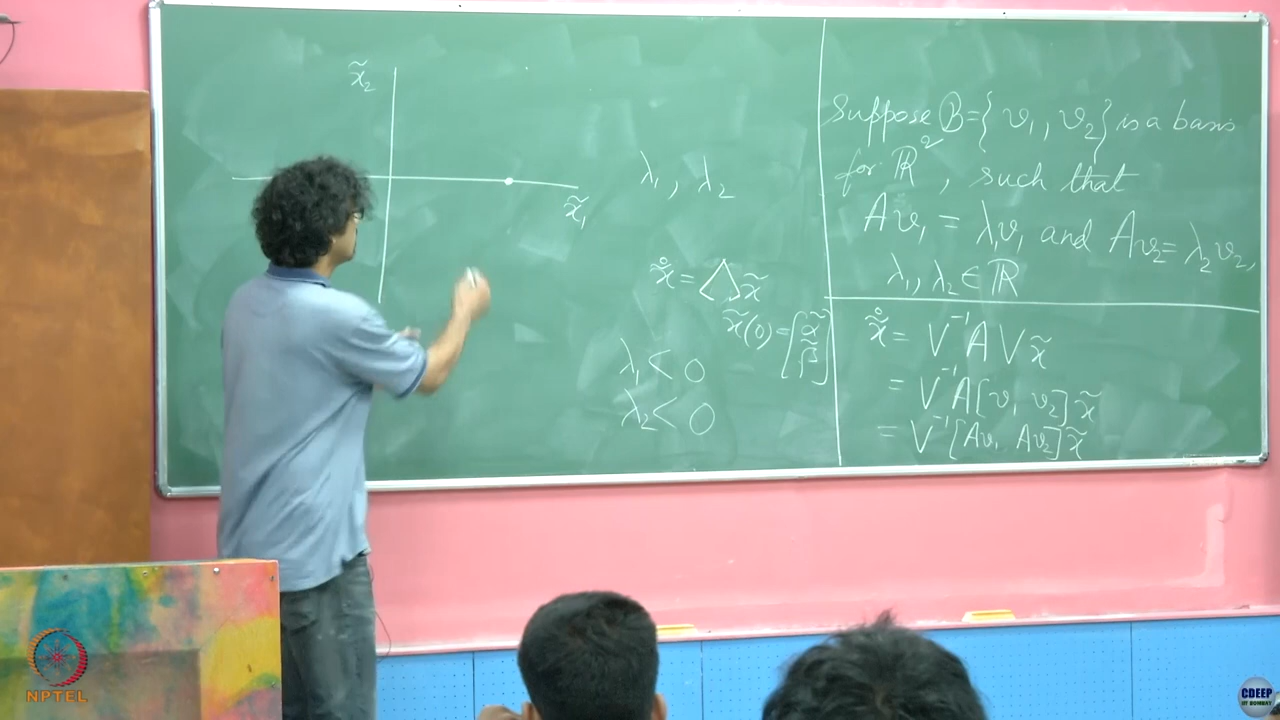 x̃₂
x̃₁
λ₁, λ₂
x̃̇ = Λx̃
x̃(0) = [α̃ β̃]
λ₁ < 0
λ₂ < 0
Suppose B = { v₁, v₂ } is a basis
for ℝ², such that
Av₁ = λ₁v₁ and Av₂ = λ₂v₂,
λ₁, λ₂ ∈ ℝ
x̃̇ = V⁻¹ A V x̃
= V⁻¹ A [v₁ v₂] x̃
= V⁻¹ [Av₁ Av₂] x̃
NPTEL
CDEEP
IIT BOMBAY